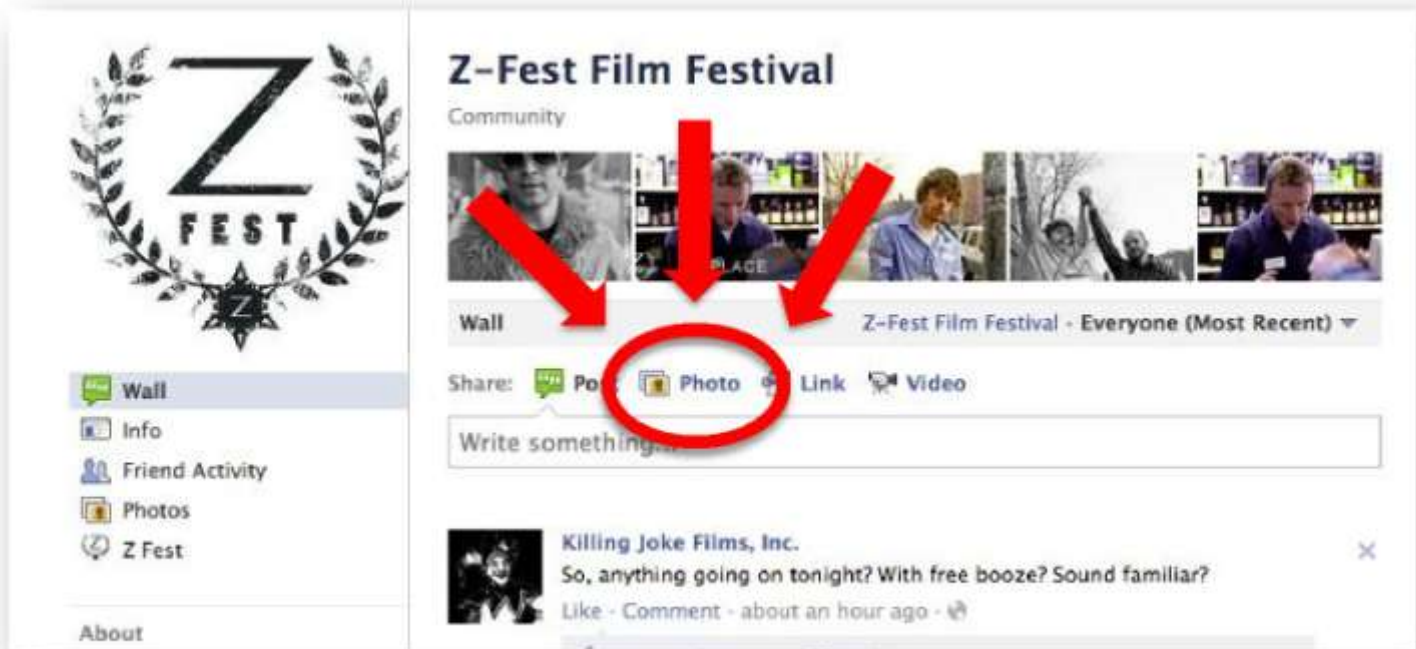 Z
FEST
Z
Wall
Info
Friend Activity
Photos
Z Fest
About
Z-Fest Film Festival
Community
PLACE
Wall
Z-Fest Film Festival - Everyone (Most Recent)
Share: Photo Link Video
Write something...
Killing Joke Films, Inc.
So, anything going on tonight? With free booze? Sound familiar?
Like - Comment - about an hour ago -